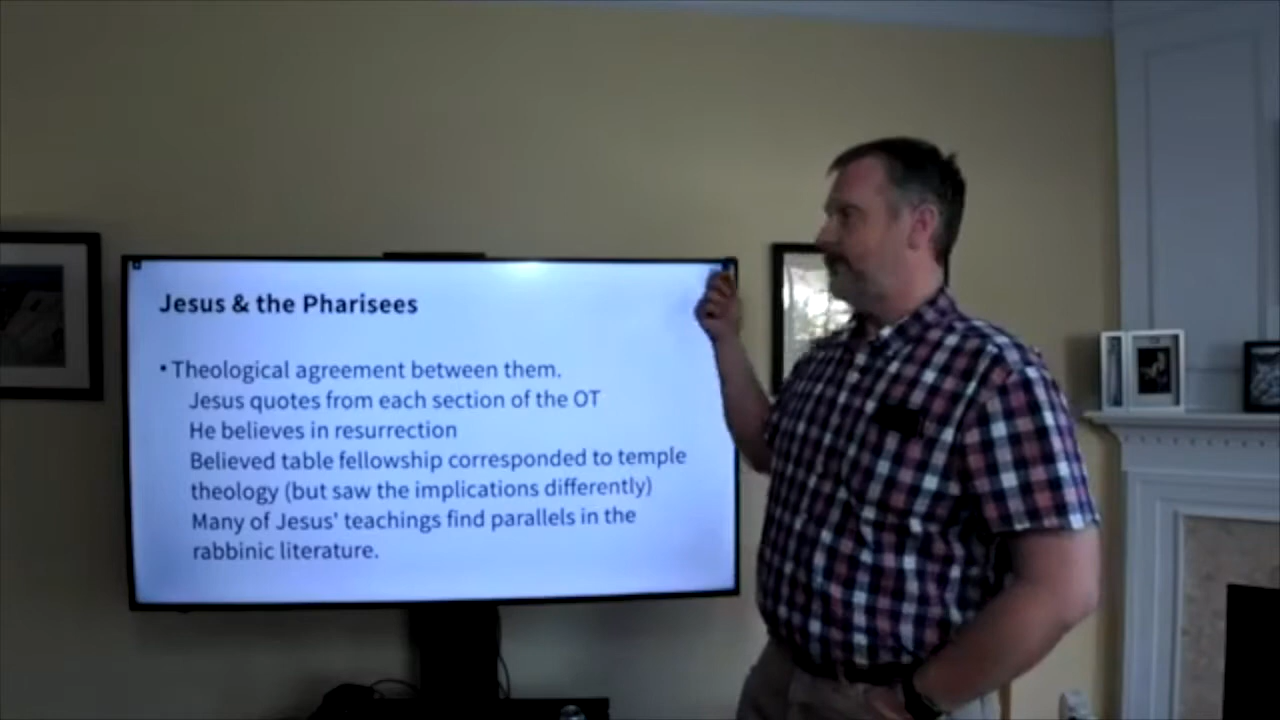 Jesus & the Pharisees
• Theological agreement between them.
Jesus quotes from each section of the OT
He believes in resurrection
Believed table fellowship corresponded to temple
theology (but saw the implications differently)
Many of Jesus' teachings find parallels in the
rabbinic literature.